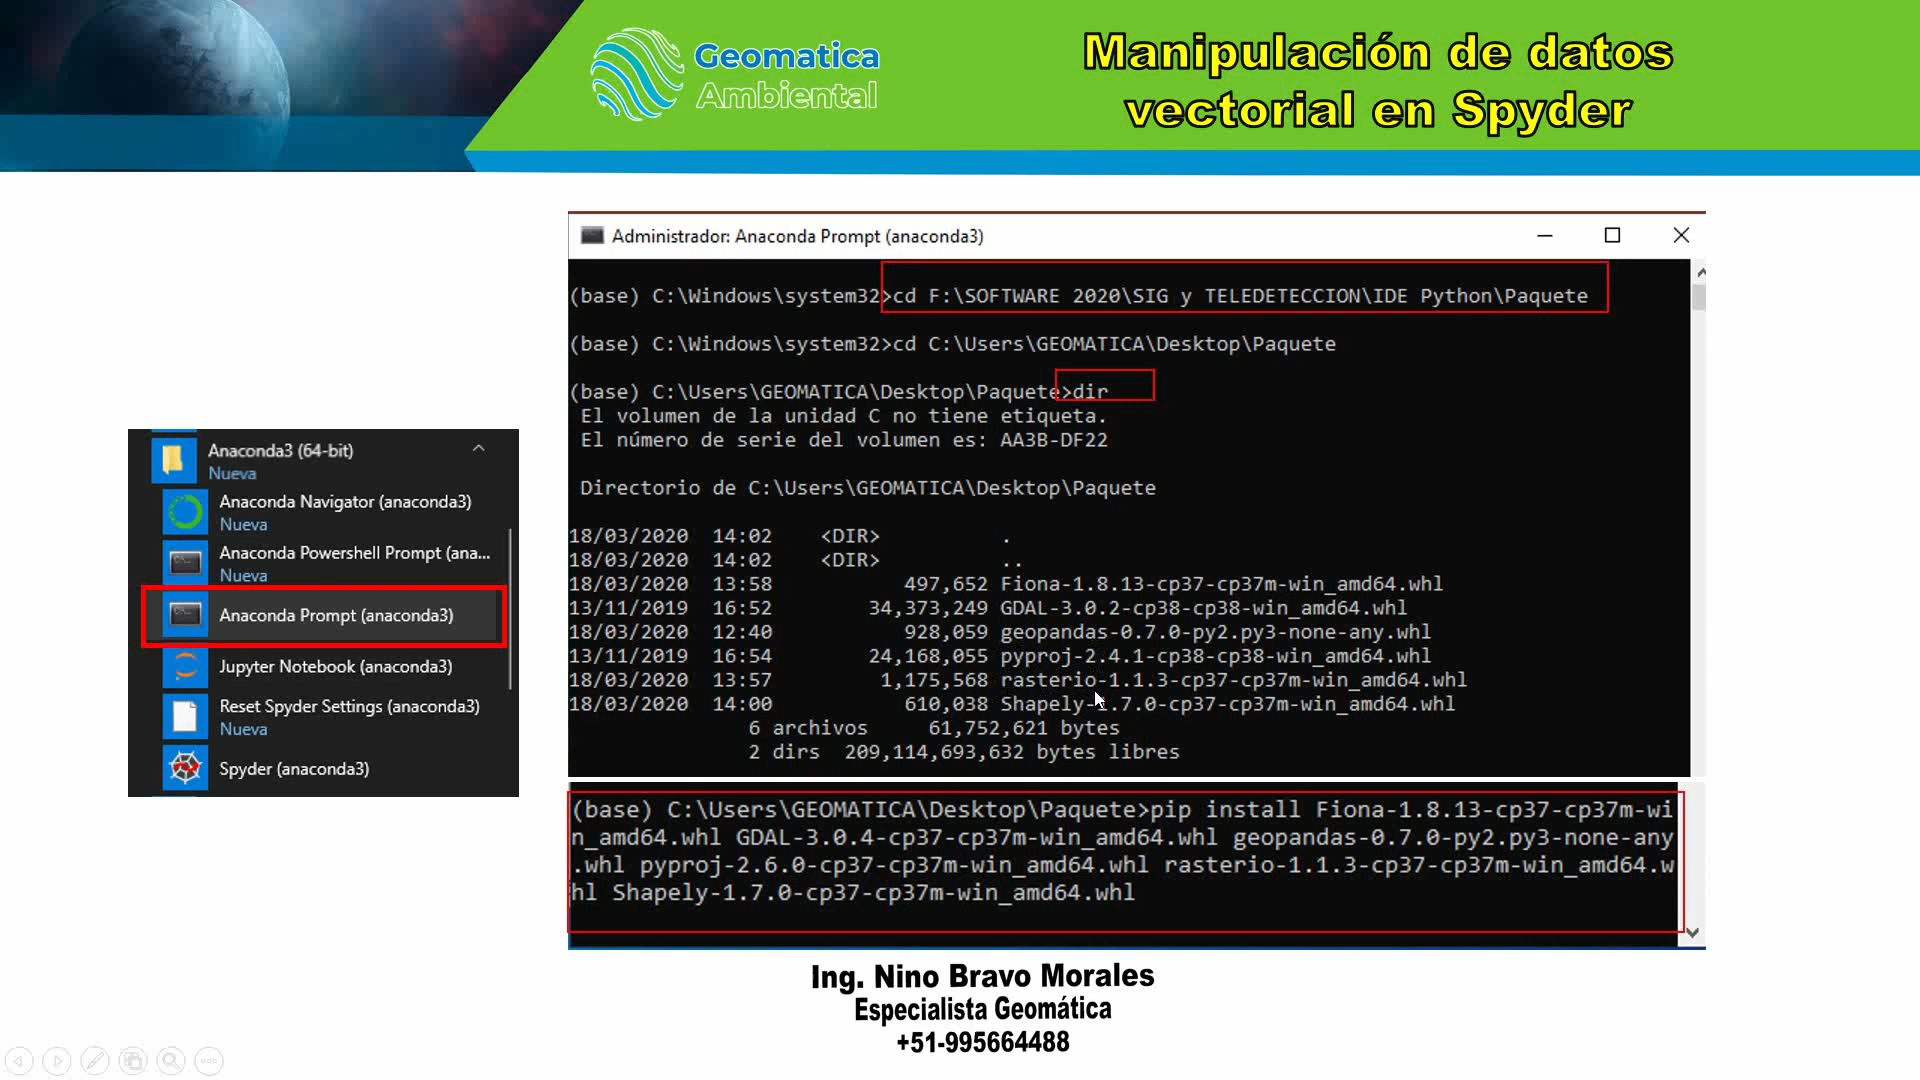 Geomatica
Ambiental
Manipulación de datos
vectorial en Spyder
Anaconda3 (64-bit)
Nueva
Anaconda Navigator (anaconda3)
Nueva
Anaconda Powershell Prompt (ana...
Nueva
Anaconda Prompt (anaconda3)
Jupyter Notebook (anaconda3)
Reset Spyder Settings (anaconda3)
Nueva
Spyder (anaconda3)
Administrador: Anaconda Prompt (anaconda3)
(base) C:\Windows\system32>cd F:\SOFTWARE 2020\SIG y TELEDETECCION\IDE Python\Paquete
(base) C:\Windows\system32>cd C:\Users\GEOMATICA\Desktop\Paquete
(base) C:\Users\GEOMATICA\Desktop\Paquete>dir
El volumen de la unidad C no tiene etiqueta.
El número de serie del volumen es: AA3B-DF22
Directorio de C:\Users\GEOMATICA\Desktop\Paquete
18/03/2020 14:02 <DIR> .
18/03/2020 14:02 <DIR> ..
18/03/2020 13:58 497,652 Fiona-1.8.13-cp37-cp37m-win_amd64.whl
13/11/2019 16:52 34,373,249 GDAL-3.0.2-cp38-cp38-win_amd64.whl
18/03/2020 12:40 928,059 geopandas-0.7.0-py2.py3-none-any.whl
13/11/2019 16:54 24,168,055 pyproj-2.4.1-cp38-cp38-win_amd64.whl
18/03/2020 13:57 1,175,568 rasterio-1.1.3-cp37-cp37m-win_amd64.whl
18/03/2020 14:00 610,038 Shapely-1.7.0-cp37-cp37m-win_amd64.whl
6 archivos 61,752,621 bytes
2 dirs 209,114,693,632 bytes libres
(base) C:\Users\GEOMATICA\Desktop\Paquete>pip install Fiona-1.8.13-cp37-cp37m-wi
n_amd64.whl GDAL-3.0.4-cp37-cp37m-win_amd64.whl geopandas-0.7.0-py2.py3-none-any
.whl pyproj-2.6.0-cp37-cp37m-win_amd64.whl rasterio-1.1.3-cp37-cp37m-win_amd64.w
hl Shapely-1.7.0-cp37-cp37m-win_amd64.whl
Ing. Nino Bravo Morales
Especialista Geomática
+51-995664488